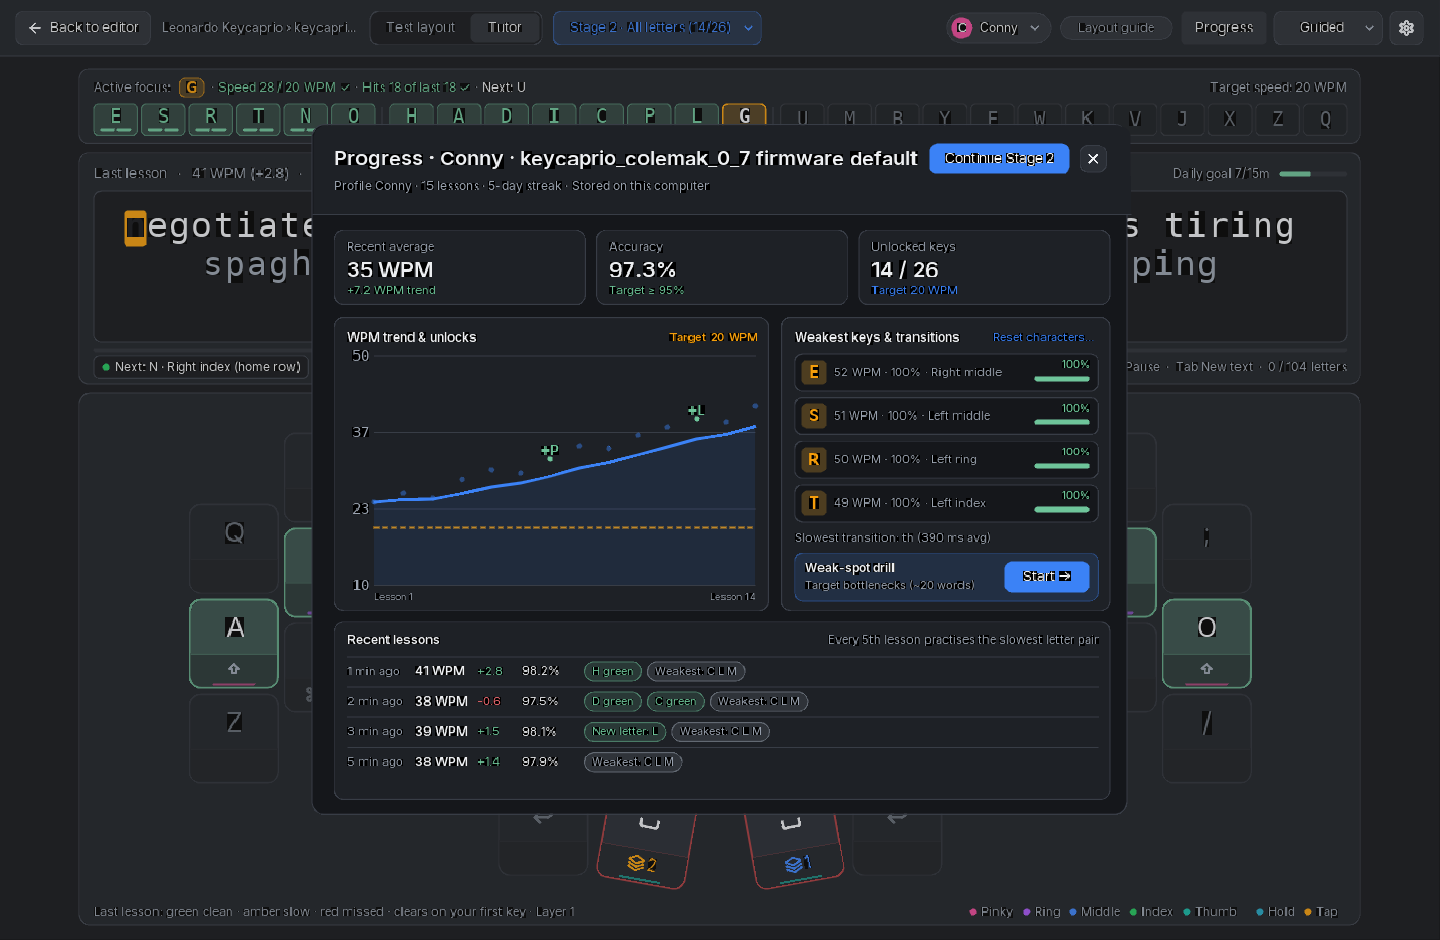 Back to editor
Leonardo Keycaprio › keycapri...
Test layout
Tutor
Stage 2 · All letters (14/26)
C
Conny
Layout guide
Progress
Guided
Active focus: G · Speed 28 / 20 WPM ✓ · Hits 18 of last 18 ✓ · Next: U
Target speed: 20 WPM
E S R T N O H A D I C P L G U M B Y F W K V J X Z Q
Last lesson · 41 WPM (+2.8) ·
Daily goal 7/15m
negotiate
s tiring
spagh
ping
Next: N · Right index (home row)
Pause · Tab New text · 0 / 104 letters
Progress · Conny · keycaprio_colemak_0_7 firmware default
Continue Stage 2
Profile Conny · 15 lessons · 5-day streak · Stored on this computer
Recent average
35 WPM
+7.2 WPM trend
Accuracy
97.3%
Target ≥ 95%
Unlocked keys
14 / 26
Target 20 WPM
WPM trend & unlocks
Target 20 WPM
50
37
23
10
+P
+L
Lesson 1
Lesson 14
Weakest keys & transitions
Reset characters...
E 52 WPM · 100% · Right middle 100%
S 51 WPM · 100% · Left middle 100%
R 50 WPM · 100% · Left ring 100%
T 49 WPM · 100% · Left index 100%
Slowest transition: th (390 ms avg)
Weak-spot drill
Target bottlenecks (~20 words)
Start →
Recent lessons
Every 5th lesson practises the slowest letter pair
1 min ago 41 WPM +2.8 98.2% H green Weakest: C L M
2 min ago 38 WPM -0.6 97.5% D green C green Weakest: C L M
3 min ago 39 WPM +1.5 98.1% New letter: L Weakest: C L M
5 min ago 38 WPM +1.4 97.9% Weakest: C L M
Q
;
A
O
Z
/
2
1
Last lesson: green clean · amber slow · red missed · clears on your first key · Layer 1
Pinky Ring Middle Index Thumb Hold Tap